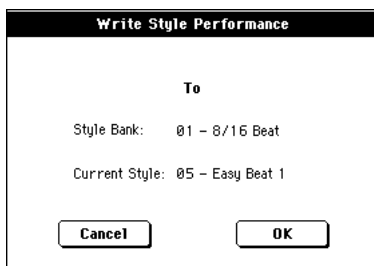 Write Style Performance
To
Style Bank: 01 - 8/16 Beat
Current Style: 05 - Easy Beat 1
Cancel OK